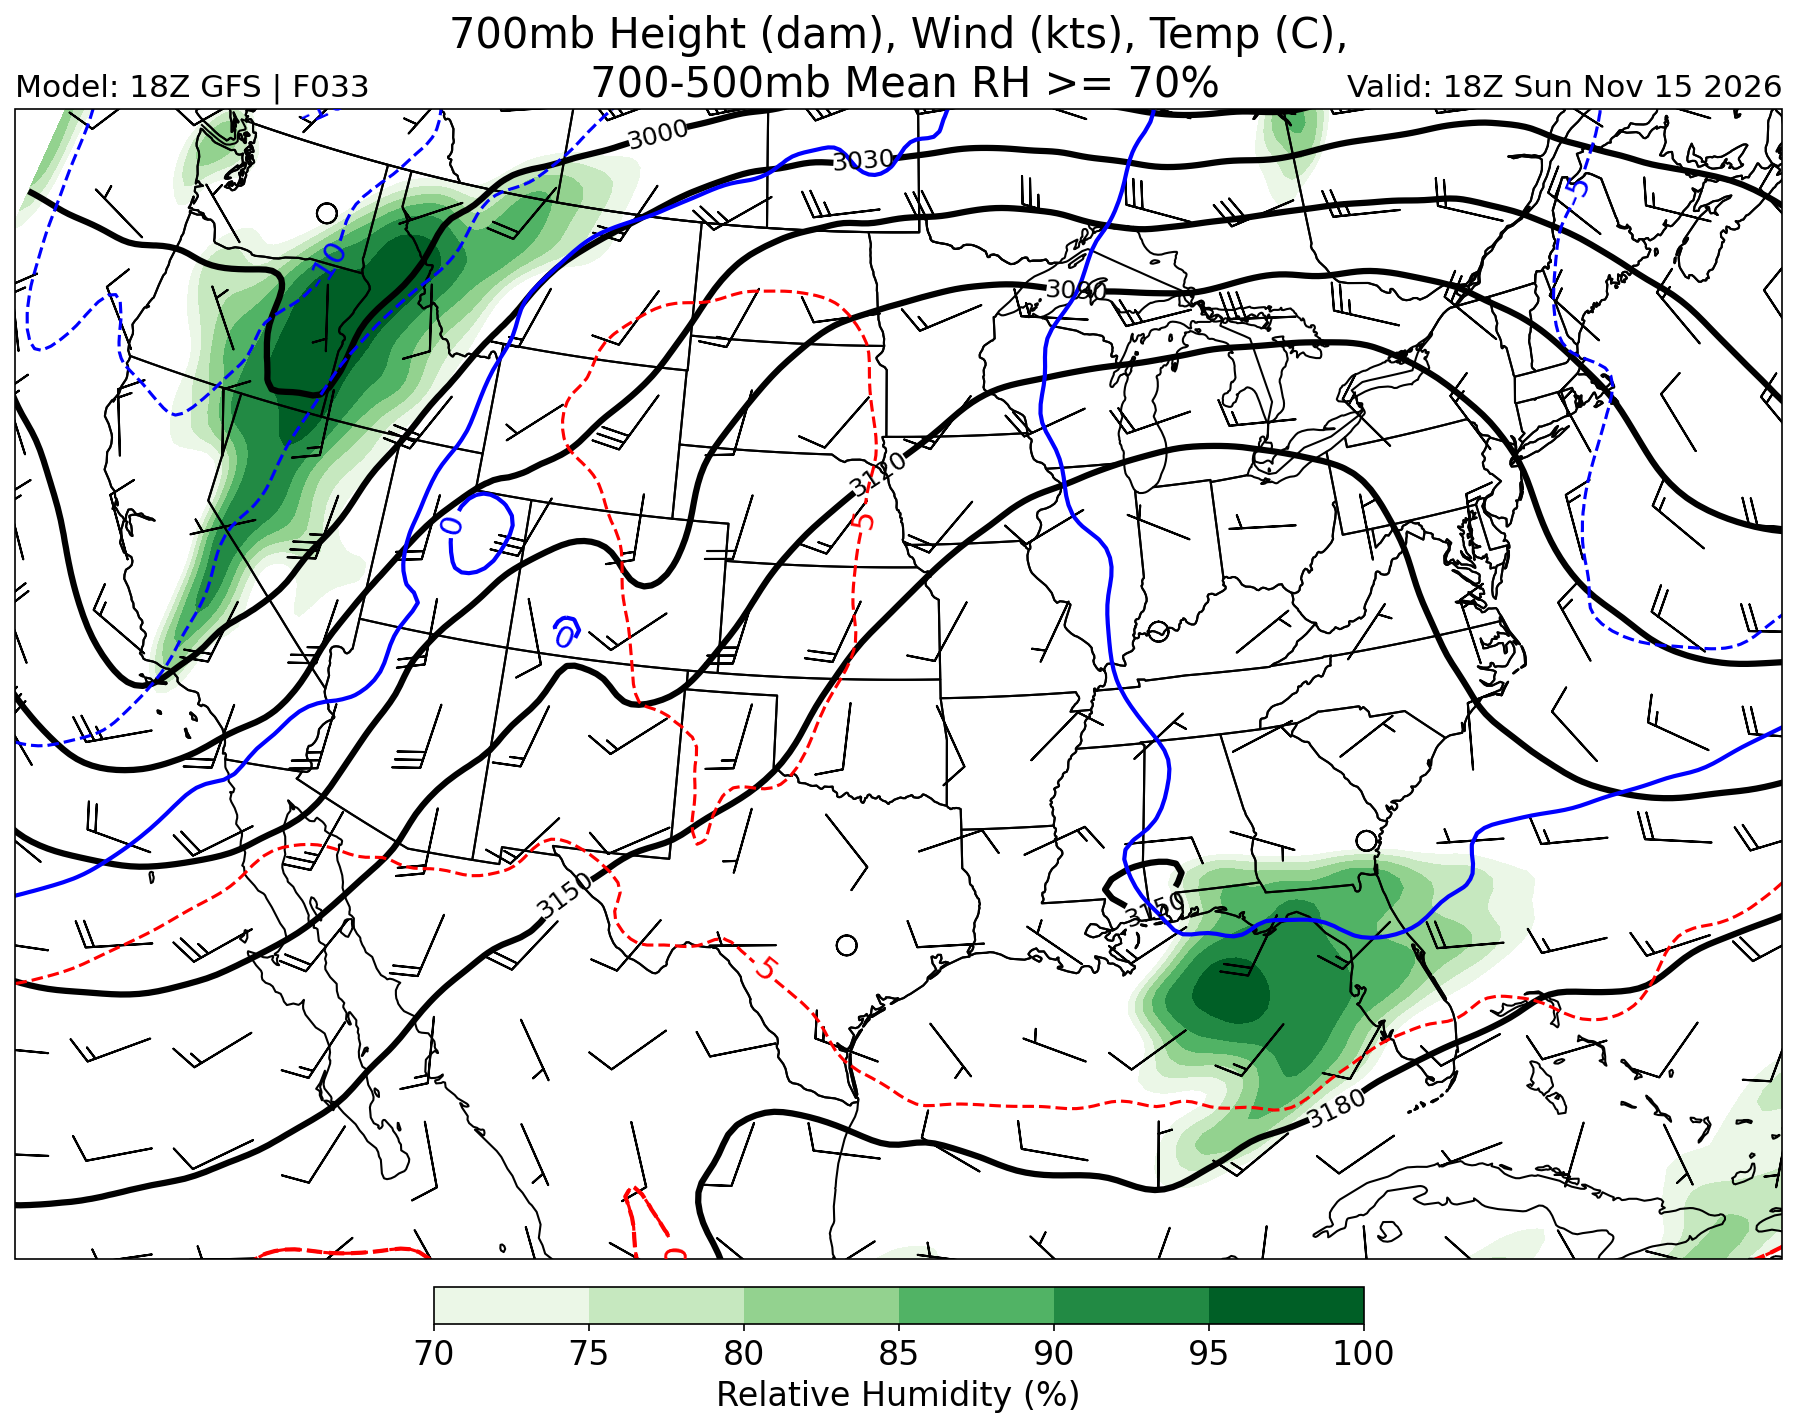 700mb Height (dam), Wind (kts), Temp (C),
700-500mb Mean RH >= 70%
Model: 18Z GFS | F033
Valid: 18Z Sun Nov 15 2026
3000
3030
-5
10
3090
3120
5
0
0
3150
3150
5
3180
0
70 75 80 85 90 95 100
Relative Humidity (%)